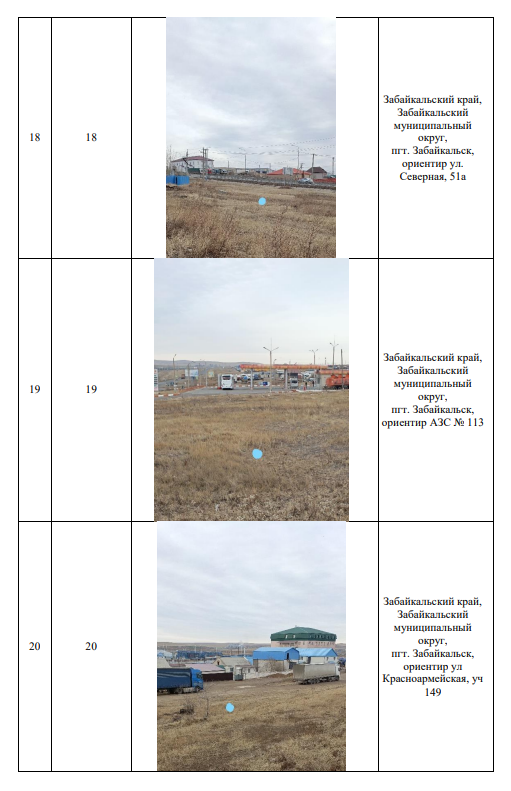 18
18
Забайкальский край,
Забайкальский
муниципальный
округ,
пгт. Забайкальск,
ориентир ул.
Северная, 51а
19
19
Забайкальский край,
Забайкальский
муниципальный
округ,
пгт. Забайкальск,
ориентир АЗС № 113
20
20
Забайкальский край,
Забайкальский
муниципальный
округ,
пгт. Забайкальск,
ориентир ул
Красноармейская, уч
149